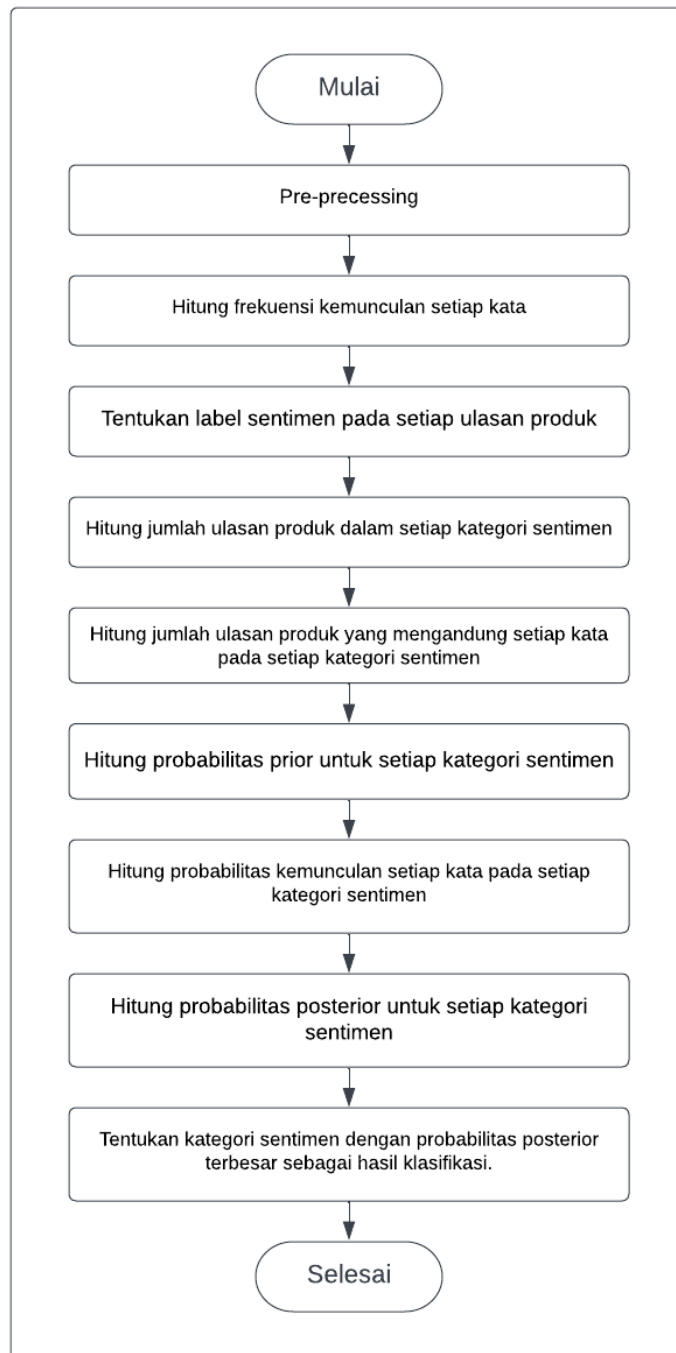 Mulai
Pre-precessing
Hitung frekuensi kemunculan setiap kata
Tentukan label sentimen pada setiap ulasan produk
Hitung jumlah ulasan produk dalam setiap kategori sentimen
Hitung jumlah ulasan produk yang mengandung setiap kata
pada setiap kategori sentimen
Hitung probabilitas prior untuk setiap kategori sentimen
Hitung probabilitas kemunculan setiap kata pada setiap
kategori sentimen
Hitung probabilitas posterior untuk setiap kategori
sentimen
Tentukan kategori sentimen dengan probabilitas posterior
terbesar sebagai hasil klasifikasi.
Selesai